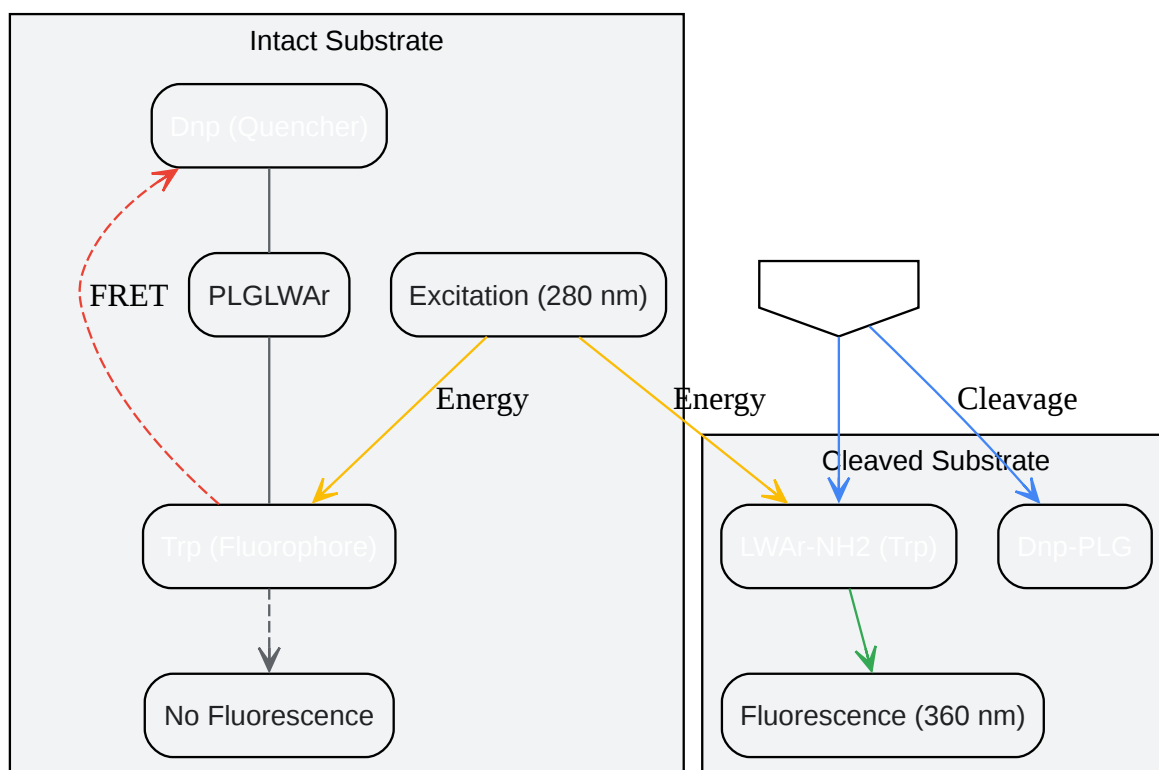 Intact Substrate
Dnp (Quencher)
FRET
PLGLWAr
Excitation (280 nm)
Energy
Energy
Cleavage
Cleaved Substrate
Trp (Fluorophore)
LWAr-NH2 (Trp)
Dnp-PLG
No Fluorescence
Fluorescence (360 nm)